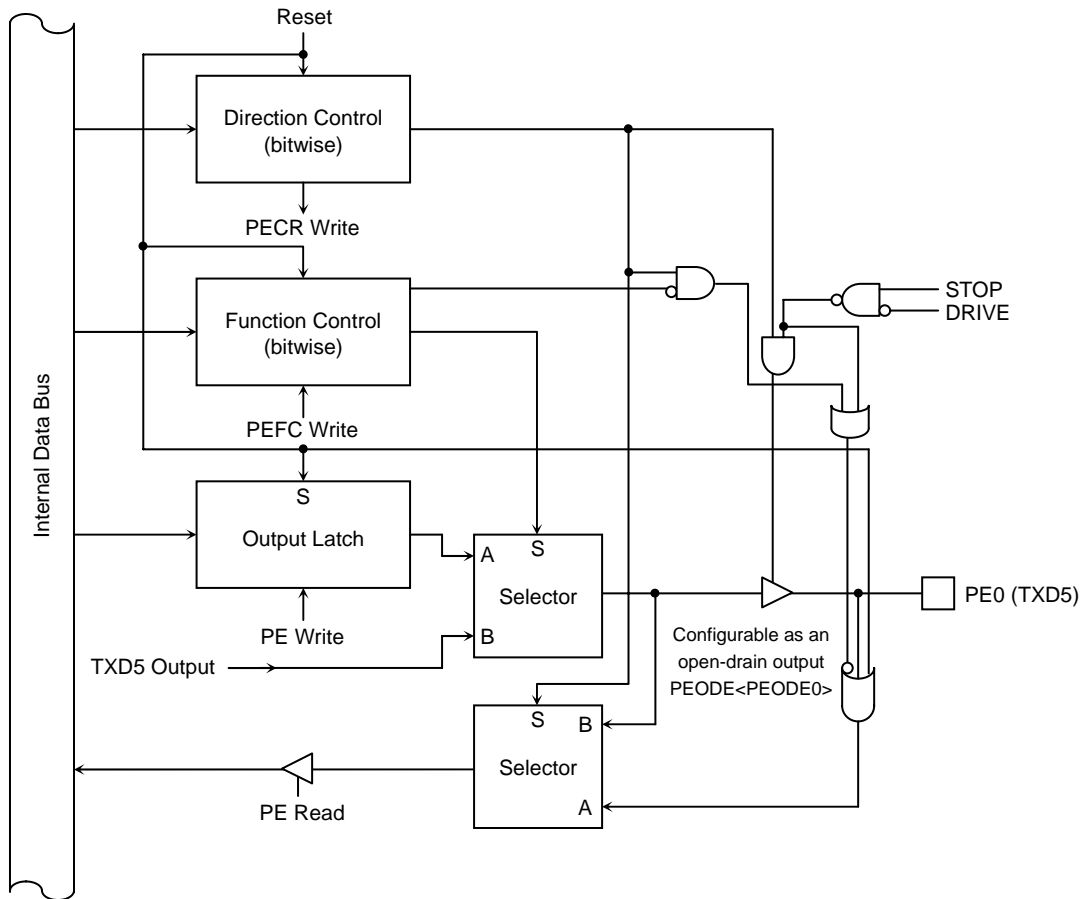 Reset
Direction Control
(bitwise)
PECR Write
Function Control
(bitwise)
STOP
DRIVE
Internal Data Bus
PEFC Write
S
Output Latch
A
S
Selector
B
PE Write
TXD5 Output
PE0 (TXD5)
Configurable as an
open-drain output
PEODE<PEODE0>
S
B
Selector
A
PE Read